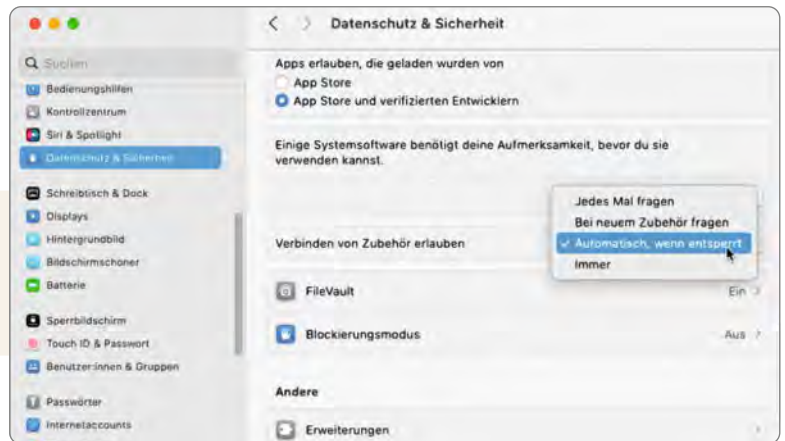 Datenschutz & Sicherheit
Suchen
Bedienungshilfen
Kontrollzentrum
Siri & Spotlight
Datenschutz & Sicherheit
Schreibtisch & Dock
Displays
Hintergrundbild
Bildschirmschoner
Batterie
Sperrbildschirm
Touch ID & Passwort
Benutzer:innen & Gruppen
Passwörter
Internetaccounts
Apps erlauben, die geladen wurden von
App Store
App Store und verifizierten Entwicklern
Einige Systemsoftware benötigt deine Aufmerksamkeit, bevor du sie
verwenden kannst.
Verbinden von Zubehör erlauben
Jedes Mal fragen
Bei neuem Zubehör fragen
Automatisch, wenn entsperrt
Immer
FileVault Ein
Blockierungsmodus Aus
Andere
Erweiterungen